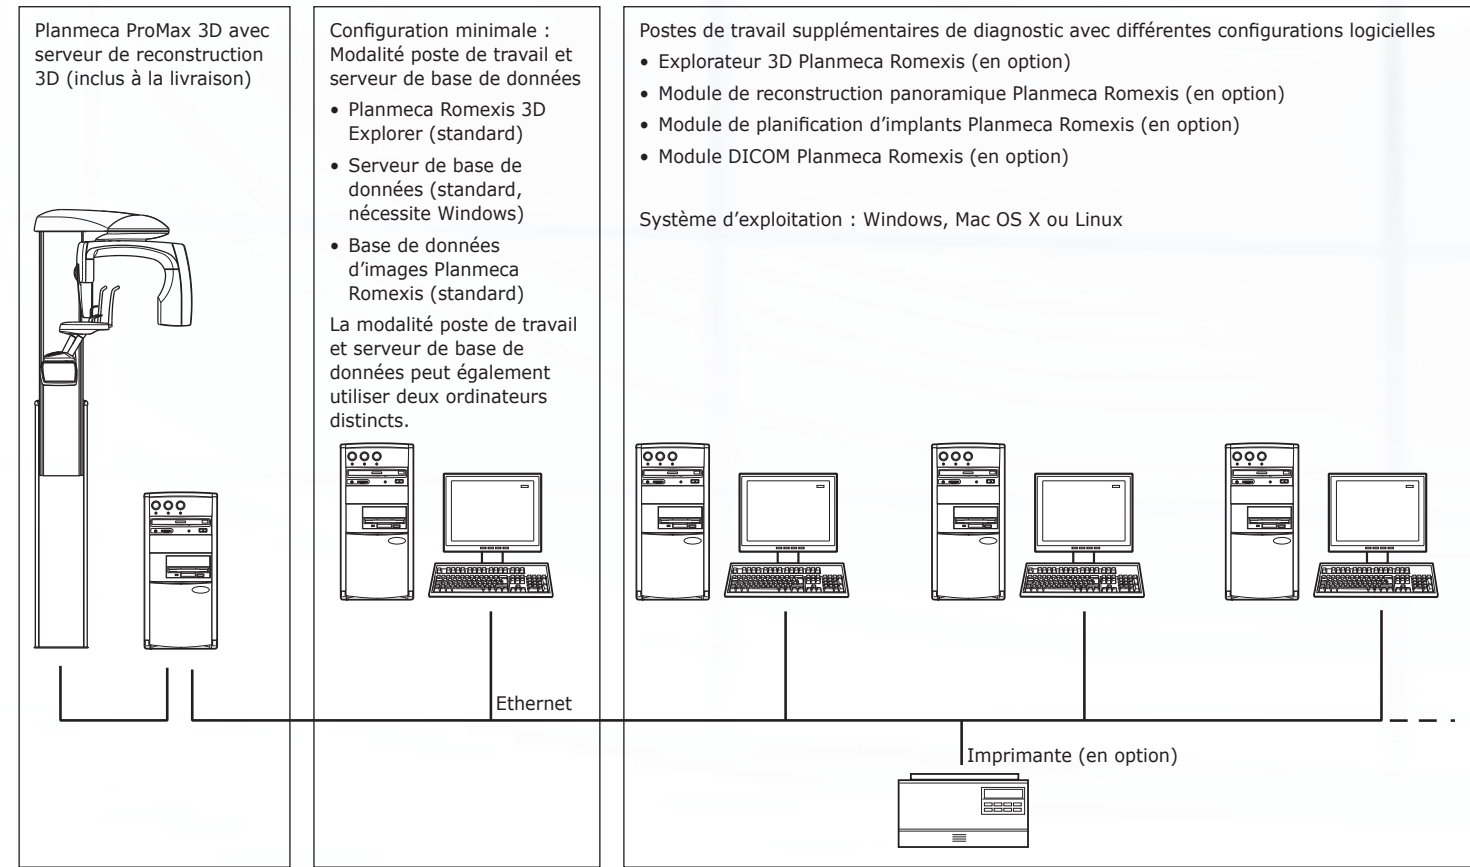 Planmeca ProMax 3D avec
serveur de reconstruction
3D (inclus à la livraison)
Configuration minimale :
Modalité poste de travail et
serveur de base de données
• Planmeca Romexis 3D
Explorer (standard)
• Serveur de base de
données (standard,
nécessite Windows)
• Base de données
d’images Planmeca
Romexis (standard)
La modalité poste de travail
et serveur de base de
données peut également
utiliser deux ordinateurs
distincts.
Postes de travail supplémentaires de diagnostic avec différentes configurations logicielles
• Explorateur 3D Planmeca Romexis (en option)
• Module de reconstruction panoramique Planmeca Romexis (en option)
• Module de planification d’implants Planmeca Romexis (en option)
• Module DICOM Planmeca Romexis (en option)
Système d’exploitation : Windows, Mac OS X ou Linux
Ethernet
Imprimante (en option)